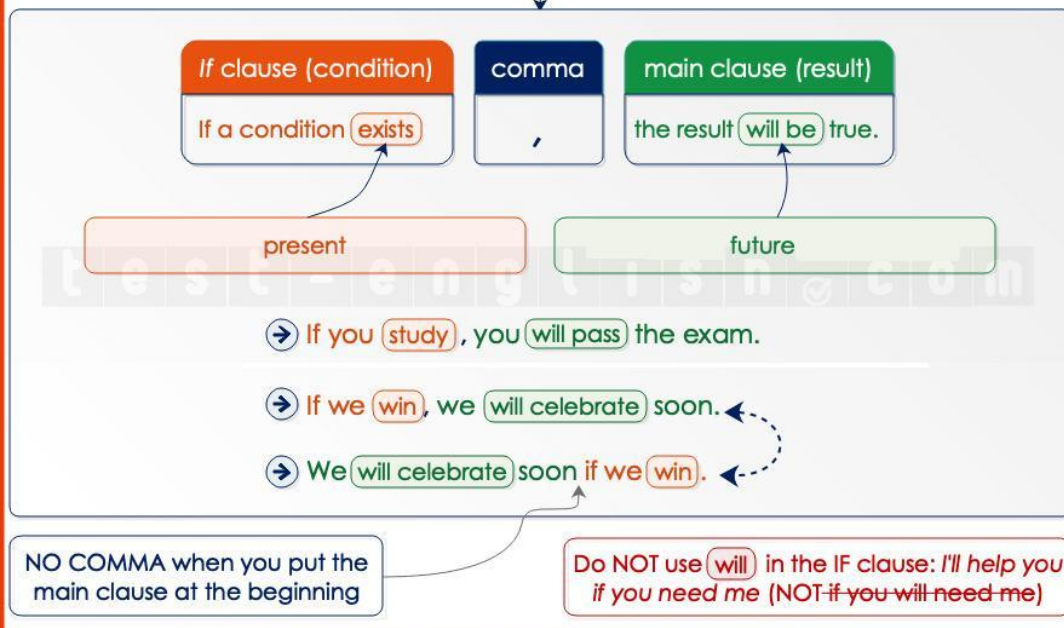 If clause (condition)
comma
main clause (result)
If a condition exists
,
the result will be true.
present
future
test-english.com
If you study, you will pass the exam.
If we win, we will celebrate soon.
We will celebrate soon if we win.
NO COMMA when you put the
main clause at the beginning
Do NOT use will in the IF clause: I'll help you
if you need me (NOT if you will need me)